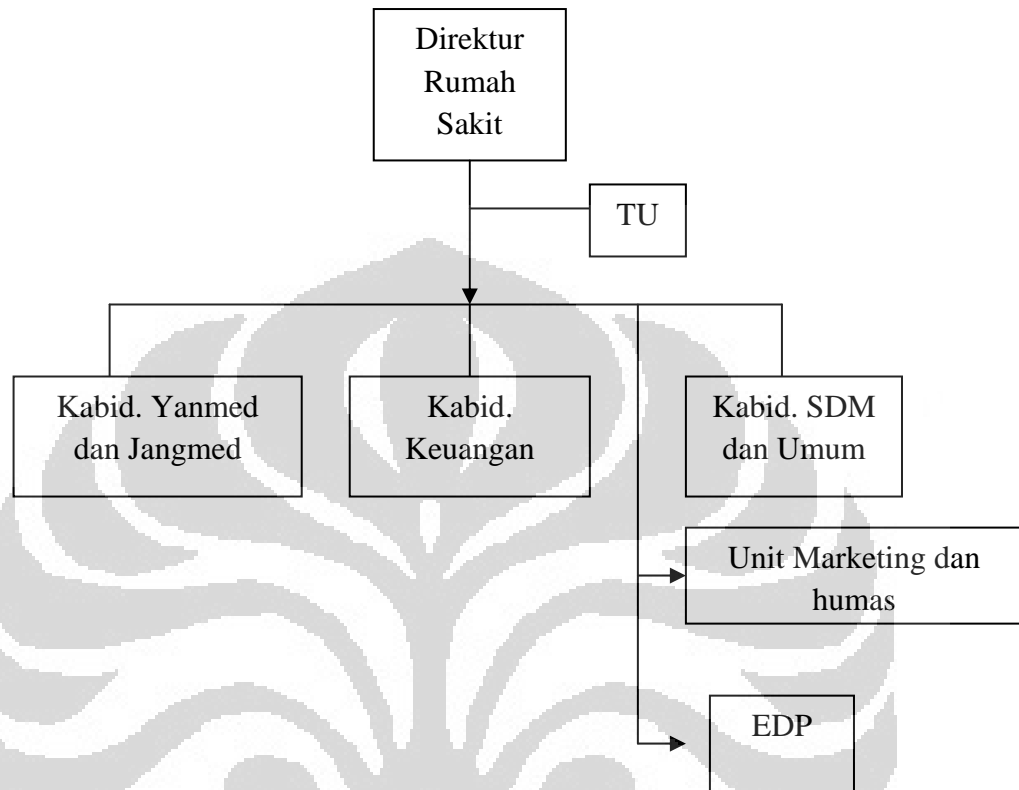 Direktur
Rumah
Sakit
TU
Kabid. Yanmed
dan Jangmed
Kabid.
Keuangan
Kabid. SDM
dan Umum
Unit Marketing dan
humas
EDP